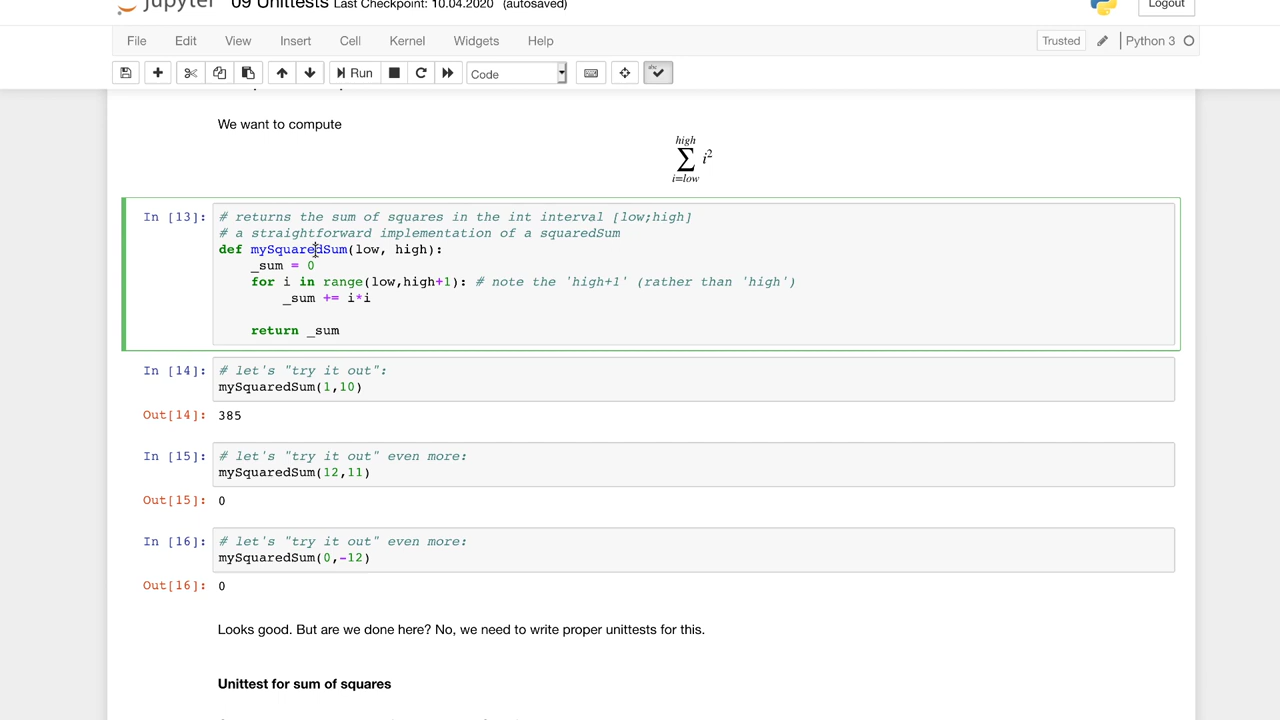 jupyter 09 Unittests Last Checkpoint: 10.04.2020 (autosaved) Logout
File Edit View Insert Cell Kernel Widgets Help Trusted Python 3
Run Code
We want to compute
high
∑ i²
i=low
In [13]: # returns the sum of squares in the int interval [low;high]
# a straightforward implementation of a squaredSum
def mySquaredSum(low, high):
    _sum = 0
    for i in range(low,high+1): # note the 'high+1' (rather than 'high')
        _sum += i*i
    return _sum
In [14]: # let's "try it out":
mySquaredSum(1,10)
Out[14]: 385
In [15]: # let's "try it out" even more:
mySquaredSum(12,11)
Out[15]: 0
In [16]: # let's "try it out" even more:
mySquaredSum(0,-12)
Out[16]: 0
Looks good. But are we done here? No, we need to write proper unittests for this.
Unittest for sum of squares